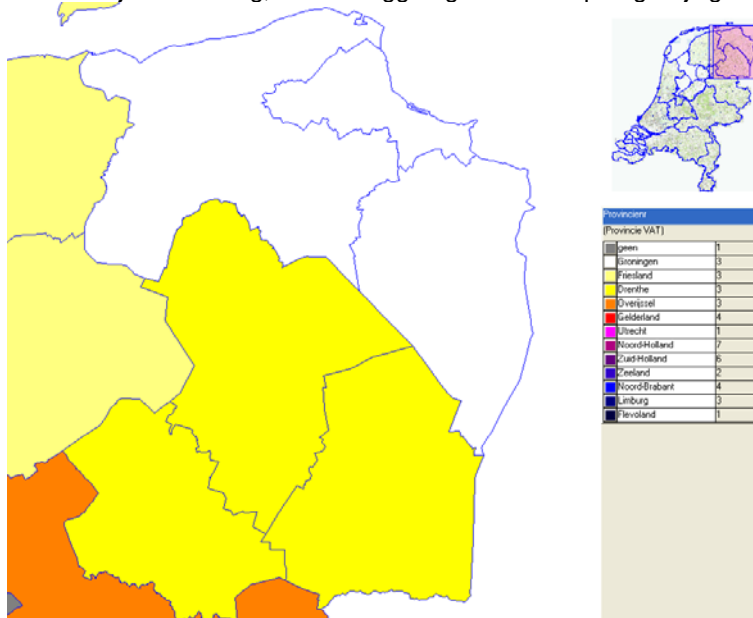 Provincienr
(Provincie VAT)
geen 1
Groningen 3
Friesland 3
Drenthe 3
Overijssel 3
Gelderland 4
Utrecht 1
Noord-Holland 7
Zuid-Holland 6
Zeeland 2
Noord-Brabant 4
Limburg 3
Flevoland 1